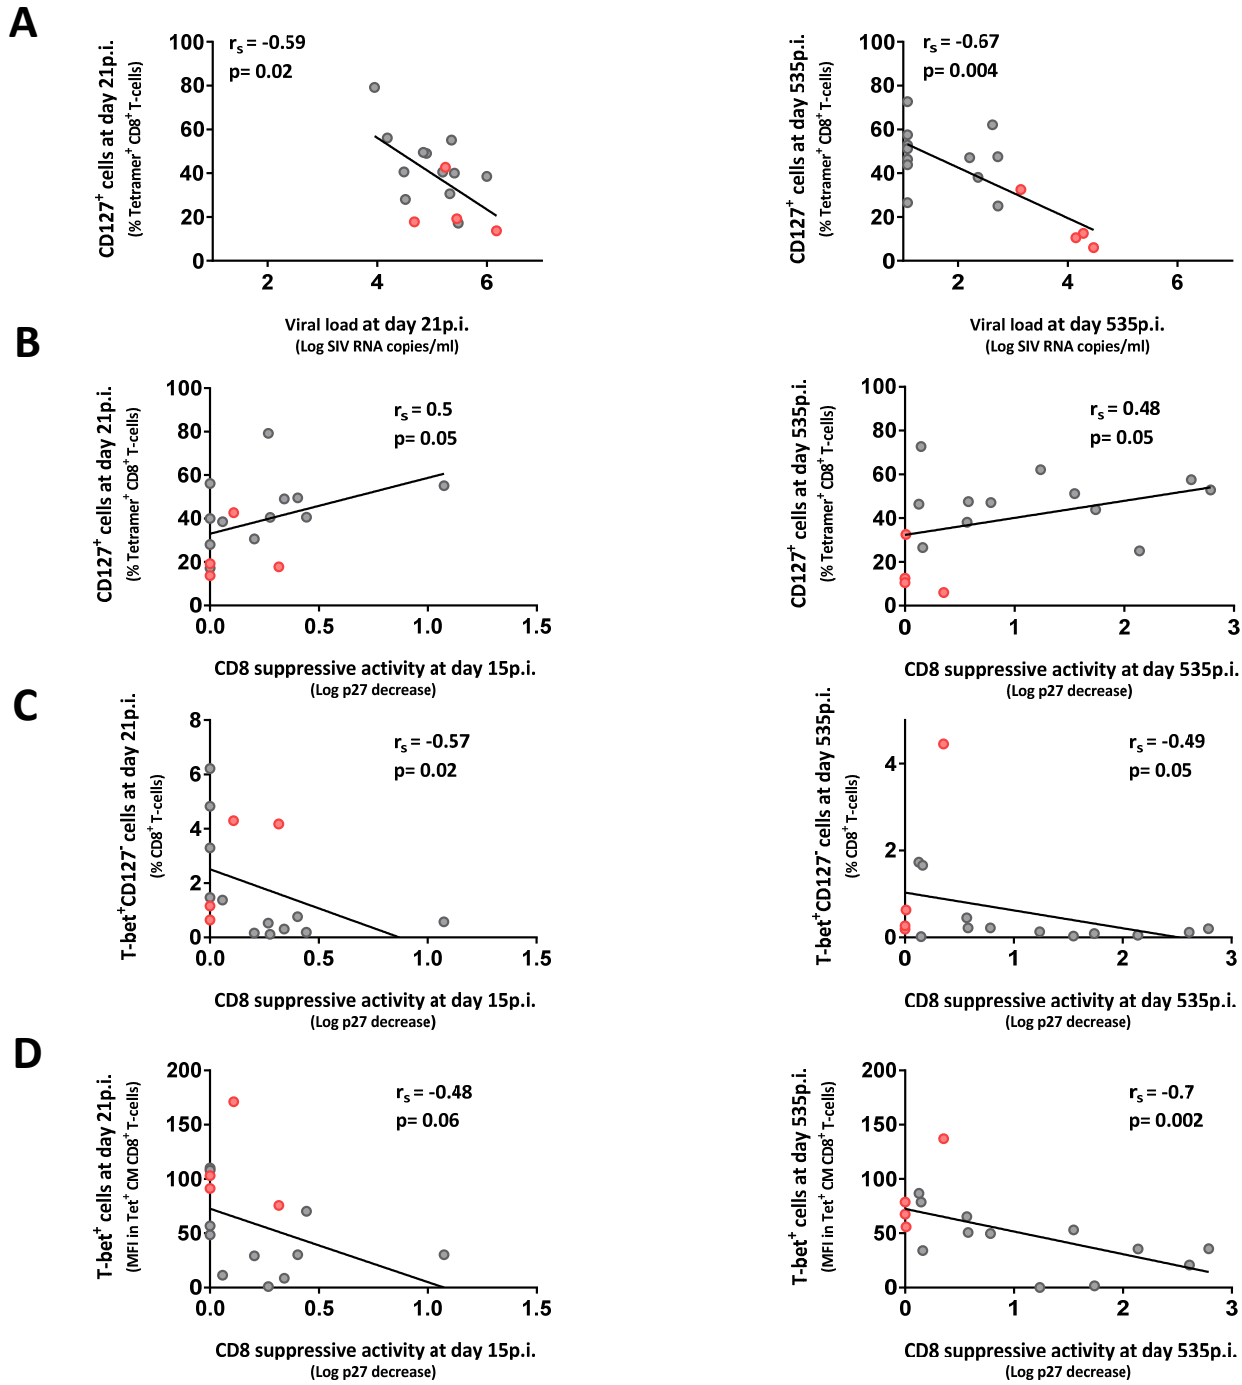 A
CD127+ cells at day 21p.i.
(% Tetramer+ CD8+ T-cells)
100
80
60
40
20
0
rs = -0.59
p= 0.02
2
4
6
Viral load at day 21p.i.
(Log SIV RNA copies/ml)
CD127+ cells at day 535p.i.
(% Tetramer+ CD8+ T-cells)
100
80
60
40
20
0
rs = -0.67
p= 0.004
2
4
6
Viral load at day 535p.i.
(Log SIV RNA copies/ml)
B
CD127+ cells at day 21p.i.
(% Tetramer+ CD8+ T-cells)
100
80
60
40
20
0
rs = 0.5
p= 0.05
0.0
0.5
1.0
1.5
CD8 suppressive activity at day 15p.i.
(Log p27 decrease)
CD127+ cells at day 535p.i.
(% Tetramer+ CD8+ T-cells)
100
80
60
40
20
0
rs = 0.48
p= 0.05
0
1
2
3
CD8 suppressive activity at day 535p.i.
(Log p27 decrease)
C
T-bet+CD127- cells at day 21p.i.
(% CD8+ T-cells)
8
6
4
2
0
rs = -0.57
p= 0.02
0.0
0.5
1.0
1.5
CD8 suppressive activity at day 15p.i.
(Log p27 decrease)
T-bet+CD127- cells at day 535p.i.
(% CD8+ T-cells)
4
2
0
rs = -0.49
p= 0.05
0
1
2
3
CD8 suppressive activity at day 535p.i.
(Log p27 decrease)
D
T-bet+ cells at day 21p.i.
(MFI in Tet+ CM CD8+ T-cells)
200
150
100
50
0
rs = -0.48
p= 0.06
0.0
0.5
1.0
1.5
CD8 suppressive activity at day 15p.i.
(Log p27 decrease)
T-bet+ cells at day 535p.i.
(MFI in Tet+ CM CD8+ T-cells)
200
150
100
50
0
rs = -0.7
p= 0.002
0
1
2
3
CD8 suppressive activity at day 535p.i.
(Log p27 decrease)